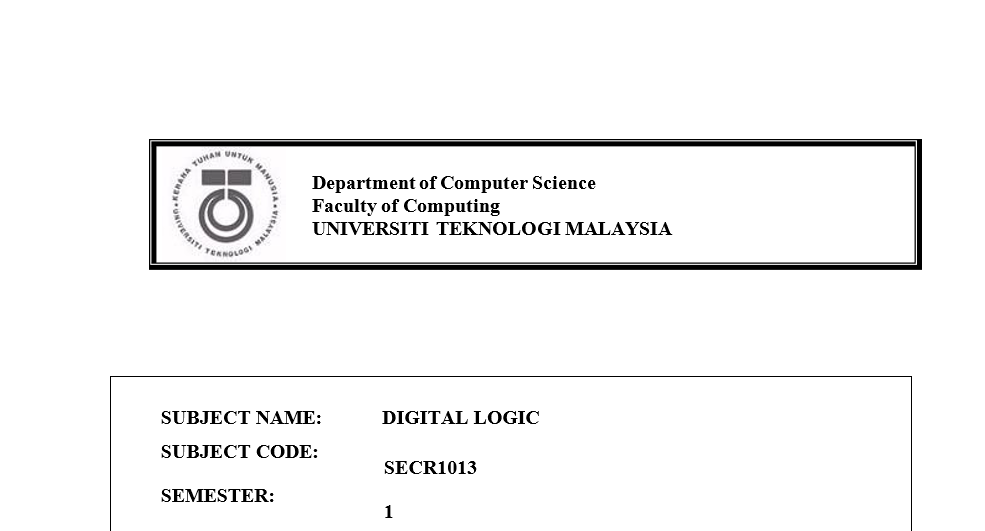 KERANA TUHAN UNTUK MANUSIA
UNIVERSITI TEKNOLOGI MALAYSIA
Department of Computer Science
Faculty of Computing
UNIVERSITI TEKNOLOGI MALAYSIA
SUBJECT NAME: DIGITAL LOGIC
SUBJECT CODE:
SECR1013
SEMESTER:
1